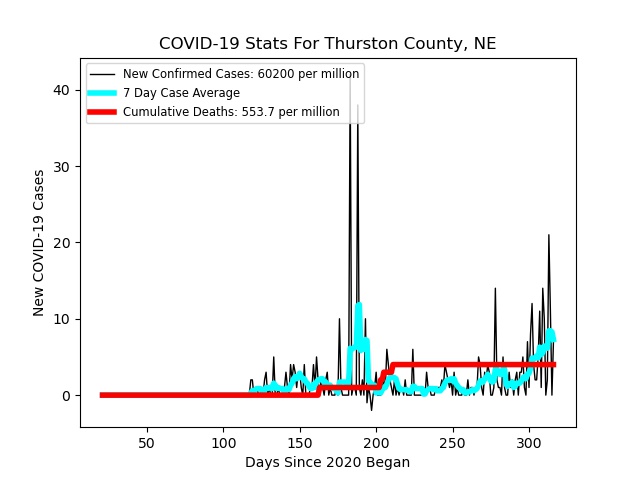 COVID-19 Stats For Thurston County, NE
New Confirmed Cases: 60200 per million
7 Day Case Average
Cumulative Deaths: 553.7 per million
New COVID-19 Cases
40
30
20
10
0
50 100 150 200 250 300
Days Since 2020 Began